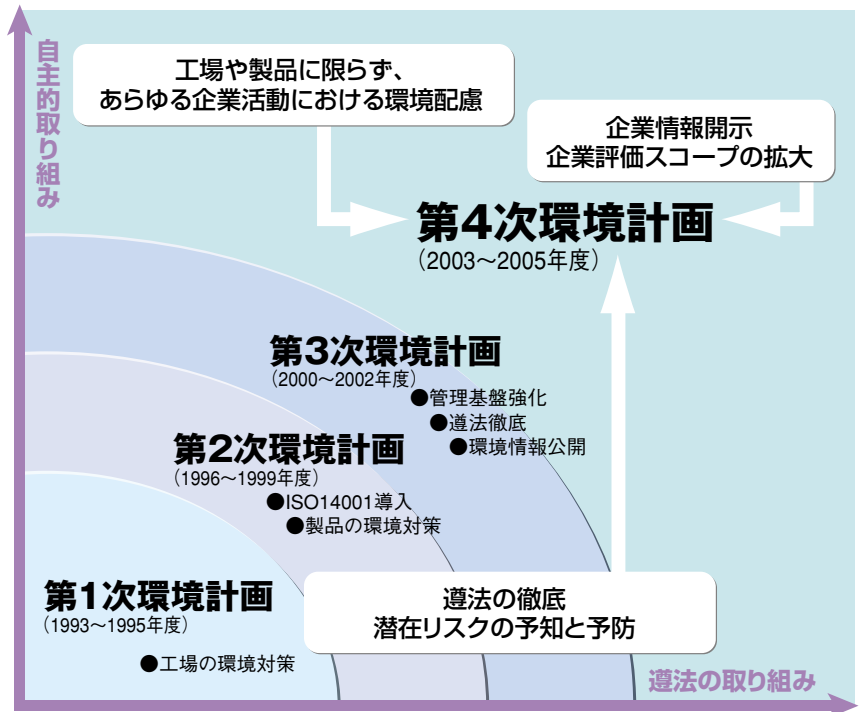 自主的取り組み
工場や製品に限らず、
あらゆる企業活動における環境配慮
企業情報開示
企業評価スコープの拡大
第4次環境計画
(2003〜2005年度)
第3次環境計画
(2000〜2002年度)
●管理基盤強化
●遵法徹底
●環境情報公開
第2次環境計画
(1996〜1999年度)
●ISO14001導入
●製品の環境対策
第1次環境計画
(1993〜1995年度)
●工場の環境対策
遵法の徹底
潜在リスクの予知と予防
遵法の取り組み